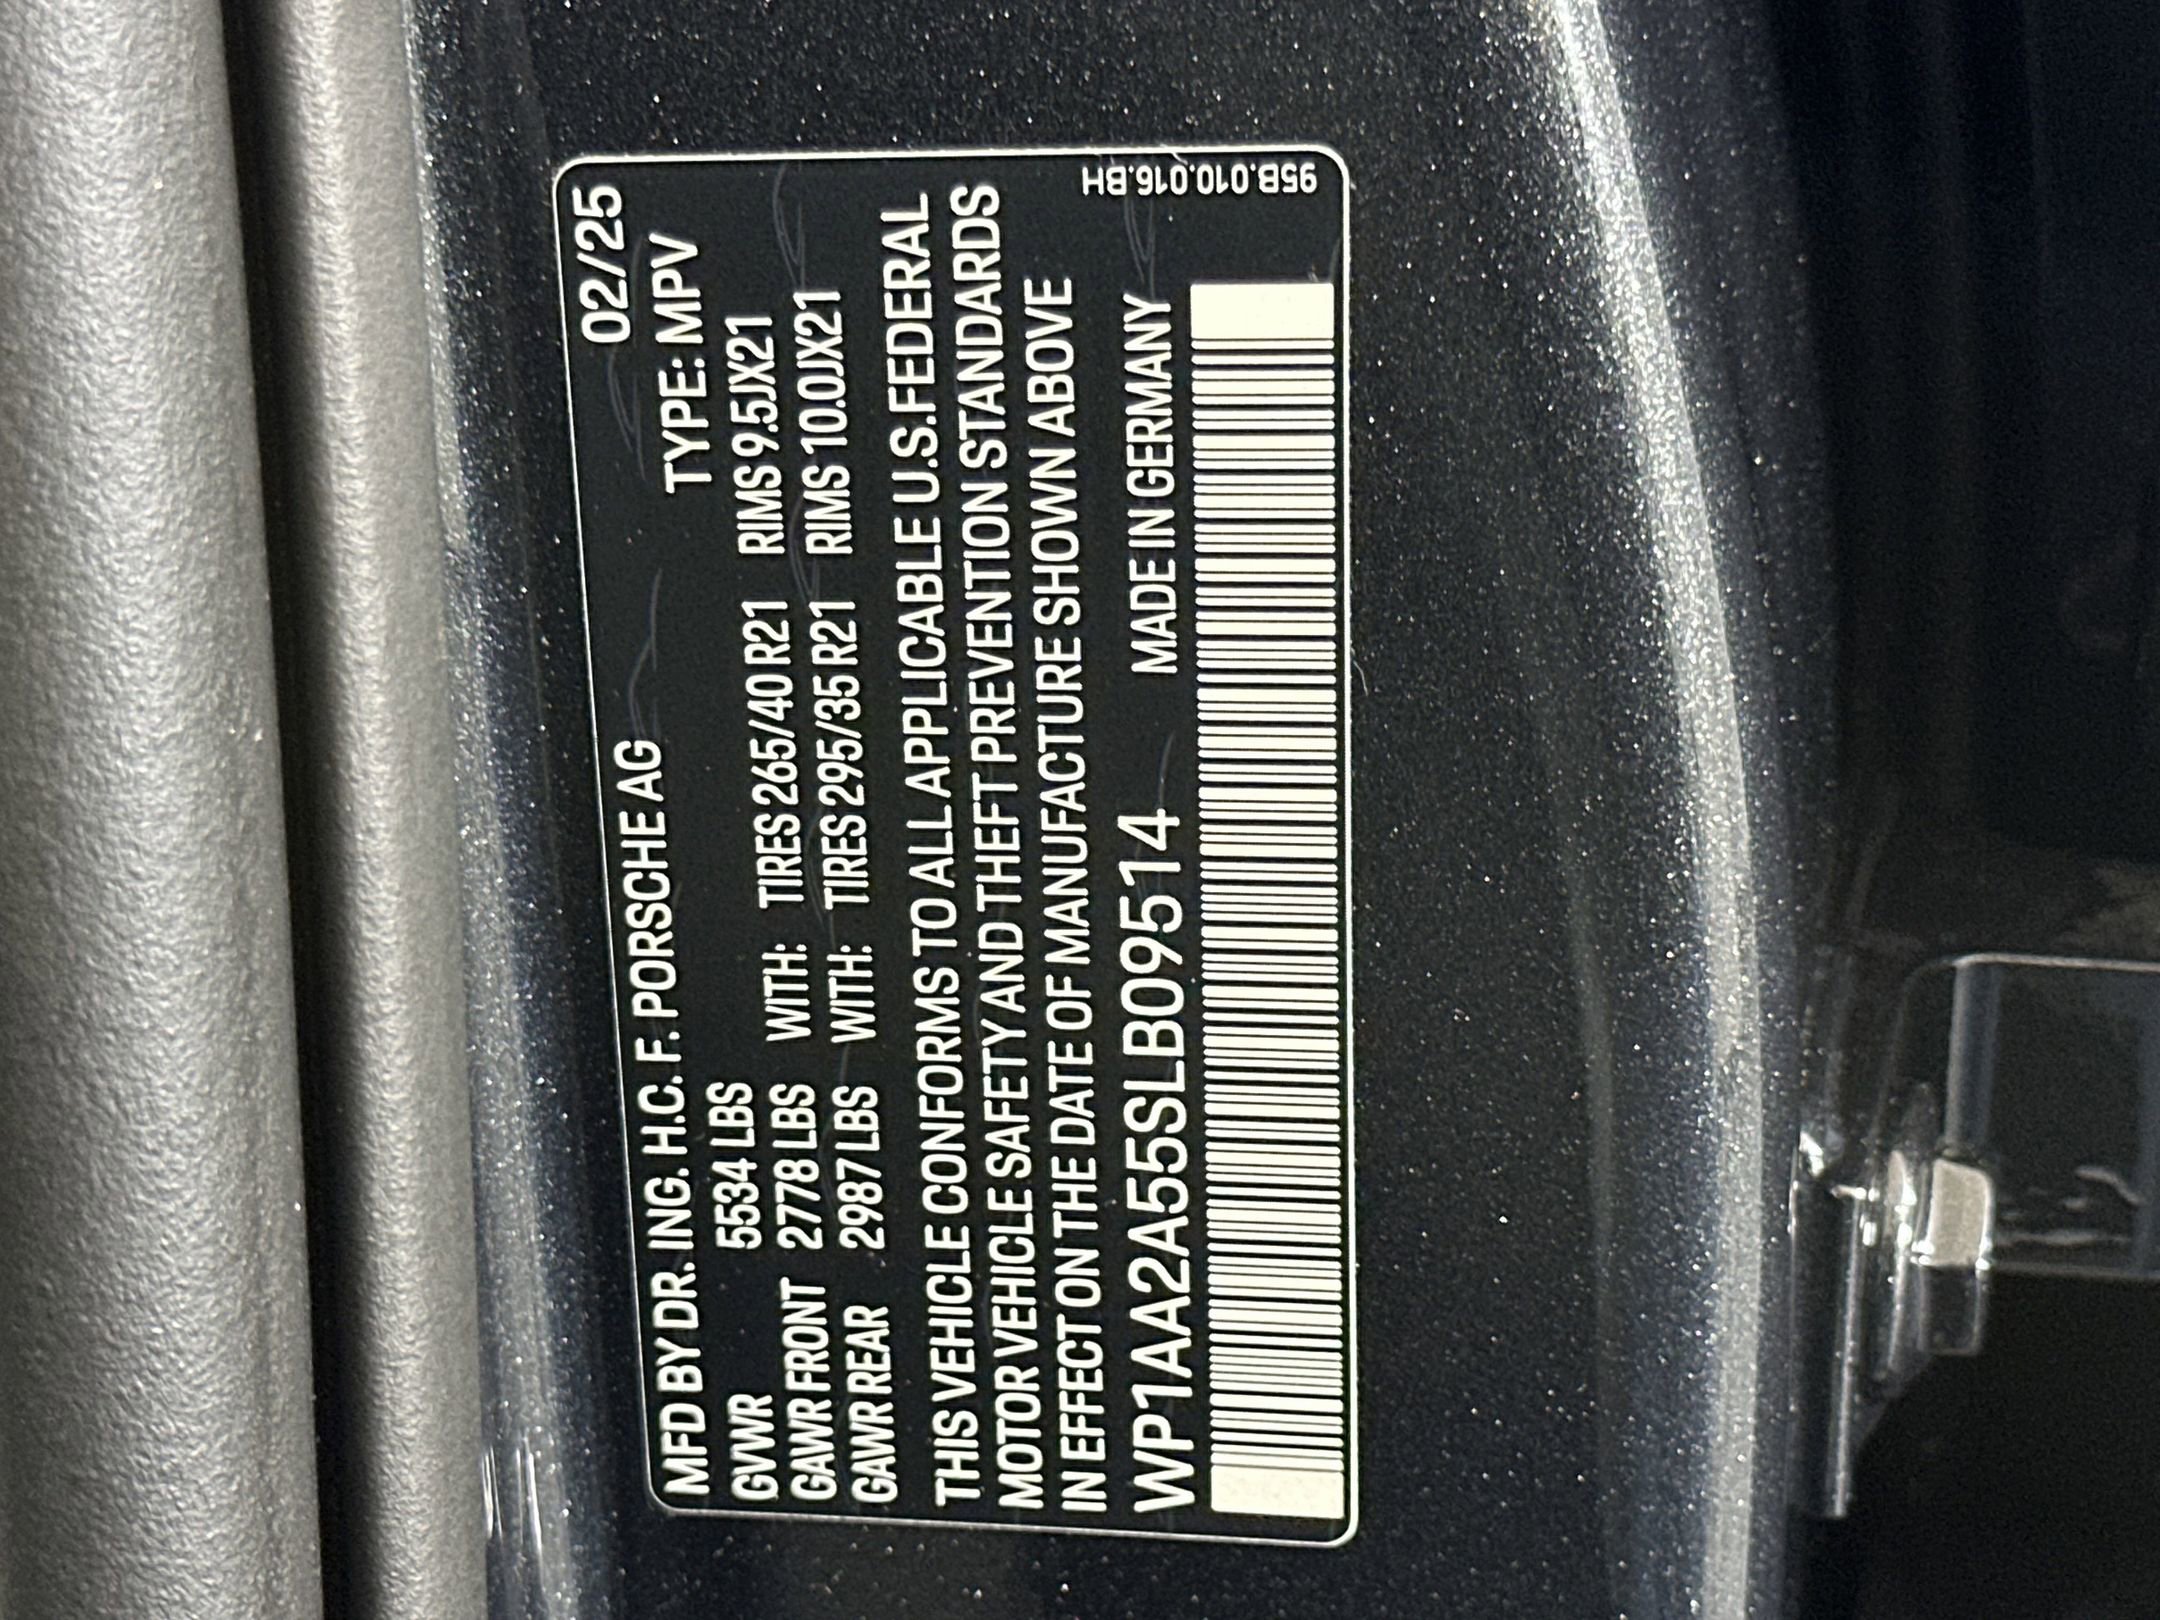 MFD BY DR. ING. H.C. F. PORSCHE AG 02/25
TYPE: MPV
GVWR 5534 LBS
GAWR FRONT 2778 LBS WITH: TIRES 265/40 R21 RIMS 9.5JX21
GAWR REAR 2987 LBS WITH: TIRES 295/35 R21 RIMS 10.0JX21
THIS VEHICLE CONFORMS TO ALL APPLICABLE U.S. FEDERAL
MOTOR VEHICLE SAFETY AND THEFT PREVENTION STANDARDS
IN EFFECT ON THE DATE OF MANUFACTURE SHOWN ABOVE
WP1AA2A55SLB09514 MADE IN GERMANY
95B.010.016.BH